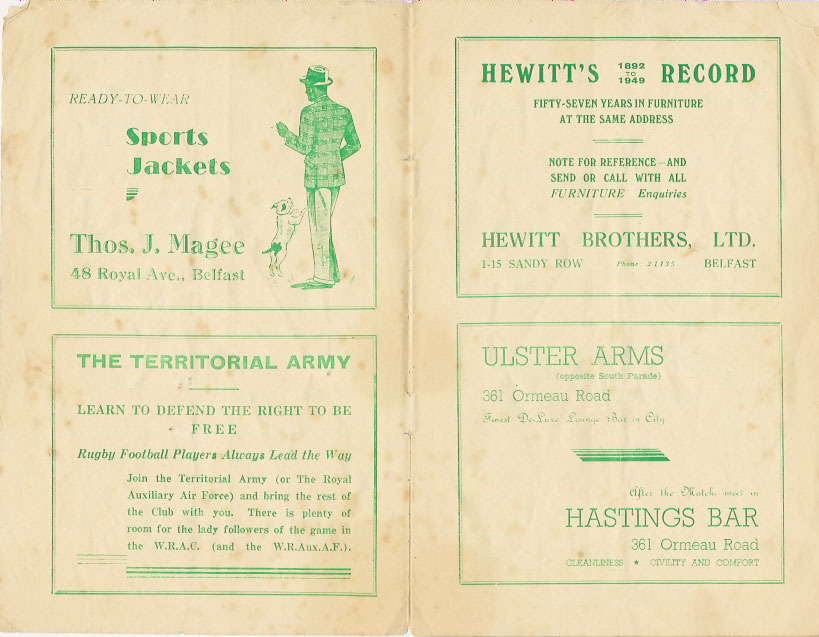 READY-TO-WEAR
Sports
Jackets
Thos. J. Magee
48 Royal Ave., Belfast
THE TERRITORIAL ARMY
LEARN TO DEFEND THE RIGHT TO BE
FREE
Rugby Football Players Always Lead the Way
Join the Territorial Army (or The Royal
Auxiliary Air Force) and bring the rest of
the Club with you. There is plenty of
room for the lady followers of the game in
the W.R.A.C. (and the W.R.Aux.A.F.).
HEWITT'S 1892 TO 1949 RECORD
FIFTY-SEVEN YEARS IN FURNITURE
AT THE SAME ADDRESS
NOTE FOR REFERENCE—AND
SEND OR CALL WITH ALL
FURNITURE Enquiries
HEWITT BROTHERS, LTD.
1-15 SANDY ROW Phone 21135 BELFAST
ULSTER ARMS
(opposite South Parade)
361 Ormeau Road
Finest De-Luxe Lounge Bar in City
After the Match, meet in
HASTINGS BAR
361 Ormeau Road
CLEANLINESS ★ CIVILITY AND COMFORT